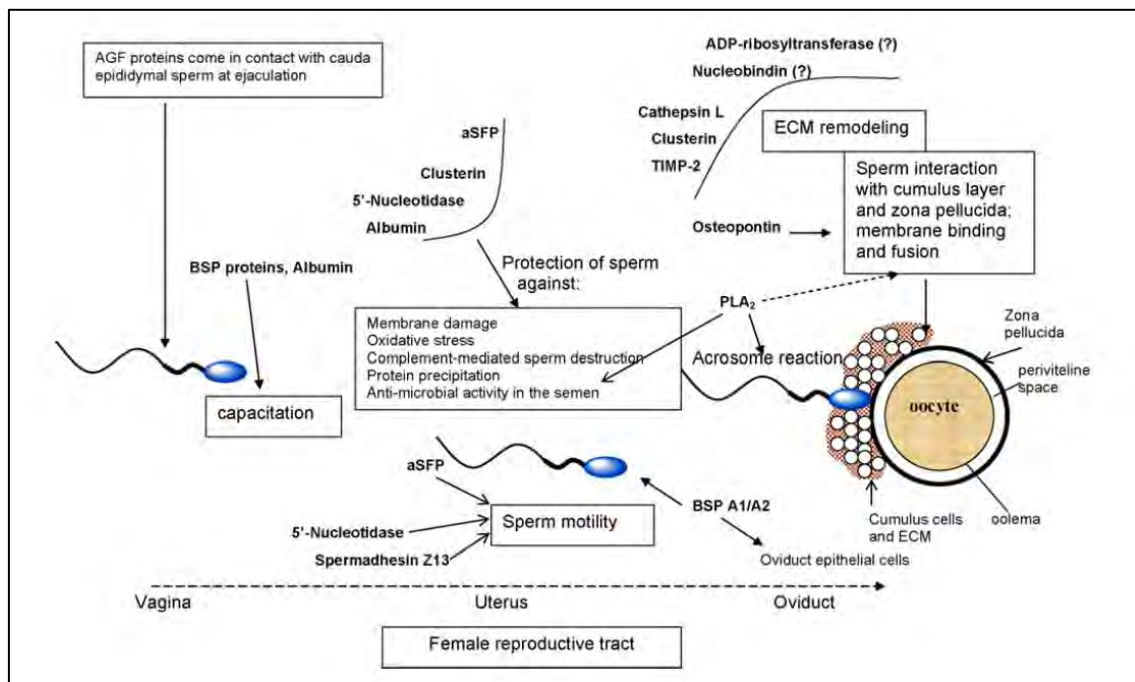 AGF proteins come in contact with cauda
epididymal sperm at ejaculation
ADP-ribosyltransferase (?)
Nucleobindin (?)
Cathepsin L
Clusterin
TIMP-2
ECM remodeling
aSFP
Clusterin
5'-Nucleotidase
Albumin
Sperm interaction
with cumulus layer
and zona pellucida;
membrane binding
and fusion
Osteopontin
BSP proteins, Albumin
Protection of sperm
against:
PLA₂
Membrane damage
Oxidative stress
Complement-mediated sperm destruction
Protein precipitation
Anti-microbial activity in the semen
Acrosome reaction
Zona
pellucida
periviteline
space
oocyte
capacitation
aSFP
5'-Nucleotidase
Spermadhesin Z13
Sperm motility
BSP A1/A2
Oviduct epithelial cells
Cumulus cells
and ECM
oolema
Vagina
Uterus
Oviduct
Female reproductive tract